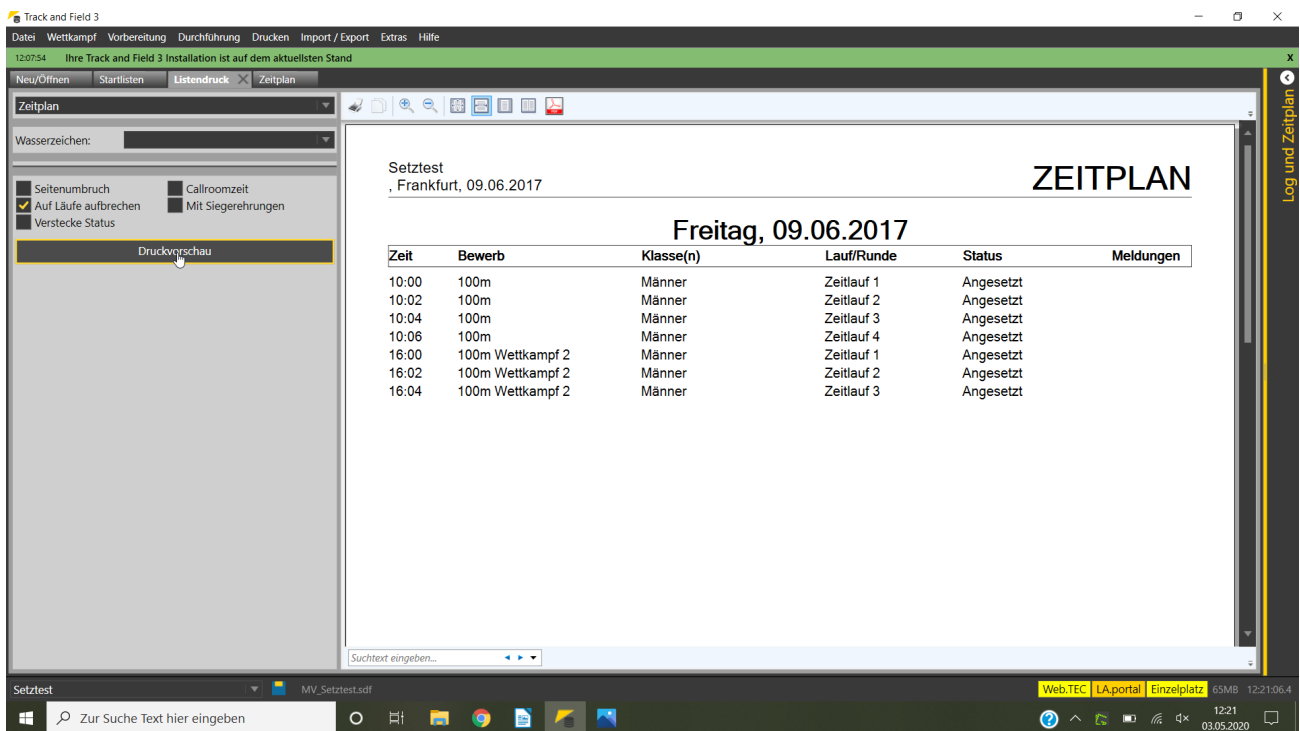 Track and Field 3
Datei Wettkampf Vorbereitung Durchführung Drucken Import / Export Extras Hilfe
12:07:54 Ihre Track and Field 3 Installation ist auf dem aktuellsten Stand X
Neu/Öffnen Startlisten Listendruck Zeitplan
Zeitplan
Wasserzeichen:
Seitenumbruch Callroomzeit
Auf Läufe aufbrechen Mit Siegerehrungen
Verstecke Status
Druckvorschau
Setztest
, Frankfurt, 09.06.2017
ZEITPLAN
Freitag, 09.06.2017
Zeit Bewerb Klasse(n) Lauf/Runde Status Meldungen
10:00 100m Männer Zeitlauf 1 Angesetzt
10:02 100m Männer Zeitlauf 2 Angesetzt
10:04 100m Männer Zeitlauf 3 Angesetzt
10:06 100m Männer Zeitlauf 4 Angesetzt
16:00 100m Wettkampf 2 Männer Zeitlauf 1 Angesetzt
16:02 100m Wettkampf 2 Männer Zeitlauf 2 Angesetzt
16:04 100m Wettkampf 2 Männer Zeitlauf 3 Angesetzt
Suchtext eingeben...
Log und Zeitplan
Setztest MV_Setztest.sdf Web.TEC LA.portal Einzelplatz 65MB 12:21:06.4
Zur Suche Text hier eingeben
12:21
03.05.2020